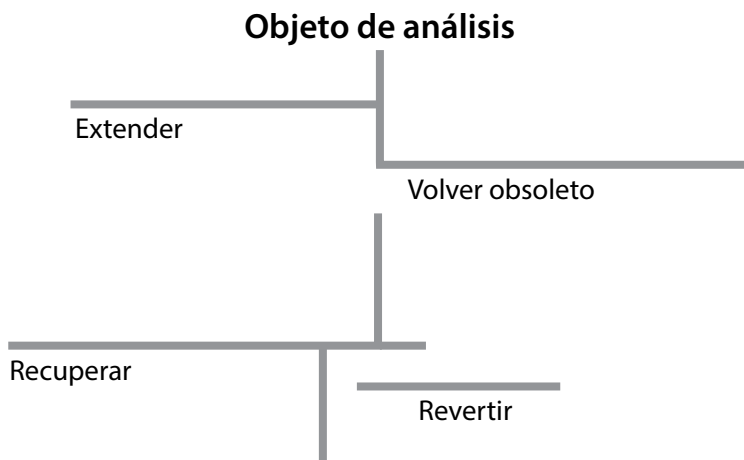 Objeto de análisis
Extender
Volver obsoleto
Recuperar
Revertir